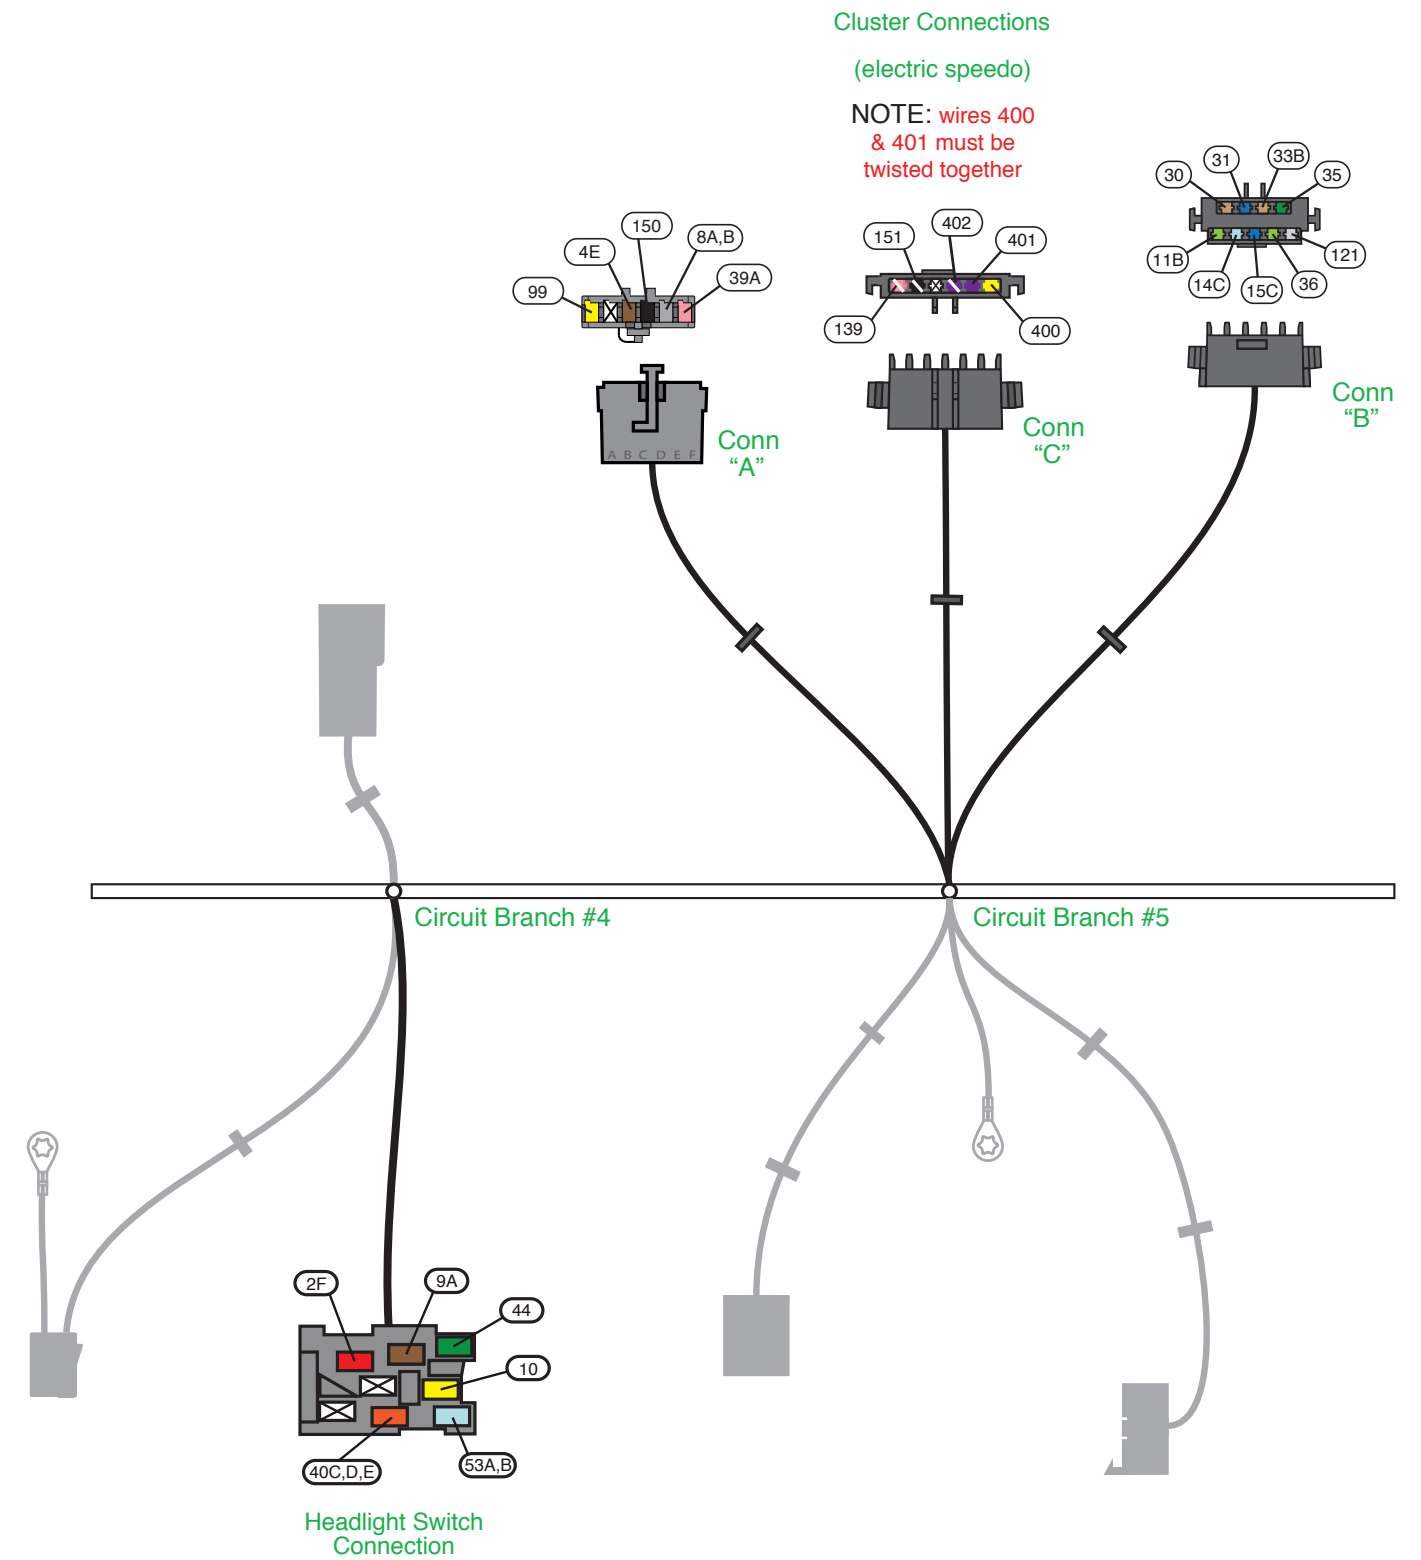 Cluster Connections
(electric speedo)
NOTE: wires 400
& 401 must be
twisted together
31
33B
30
35
11B
121
14C
15C
36
150
402
4E
8A,B
151
401
99
39A
139
400
Conn
“B”
Conn
“C”
Conn
“A”
A B C D E F
Circuit Branch #4
Circuit Branch #5
2F
9A
44
10
40C,D,E
53A,B
Headlight Switch
Connection